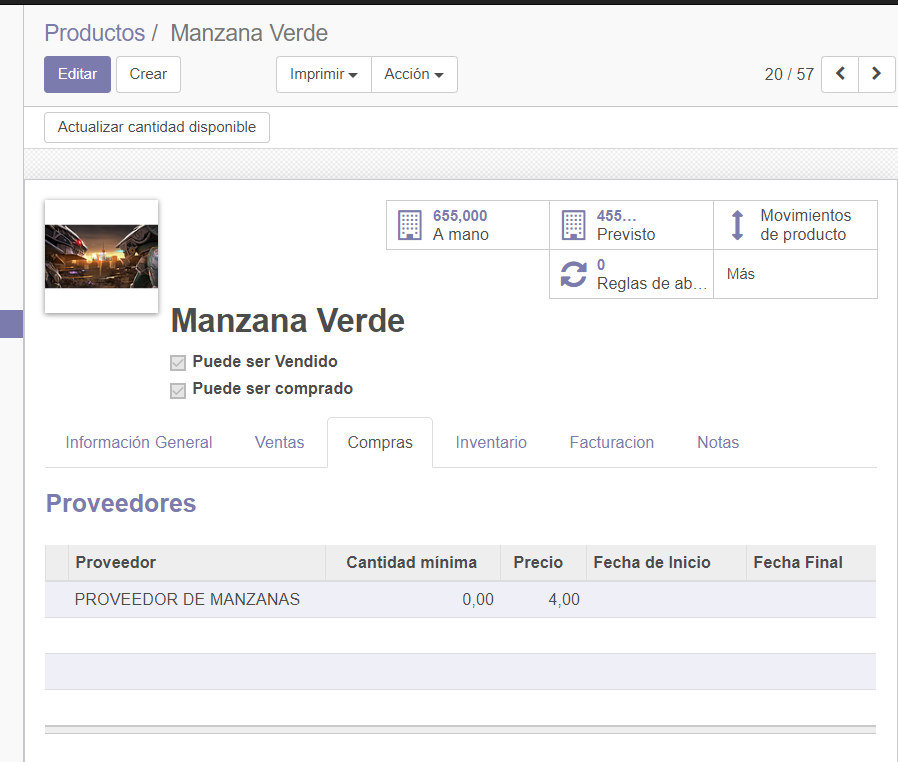 Productos / Manzana Verde
Editar Crear Imprimir Acción 20 / 57
Actualizar cantidad disponible
655,000
A mano
455...
Previsto
Movimientos
de producto
0
Reglas de ab...
Más
Manzana Verde
Puede ser Vendido
Puede ser comprado
Información General Ventas Compras Inventario Facturacion Notas
Proveedores
Proveedor Cantidad mínima Precio Fecha de Inicio Fecha Final
PROVEEDOR DE MANZANAS 0,00 4,00